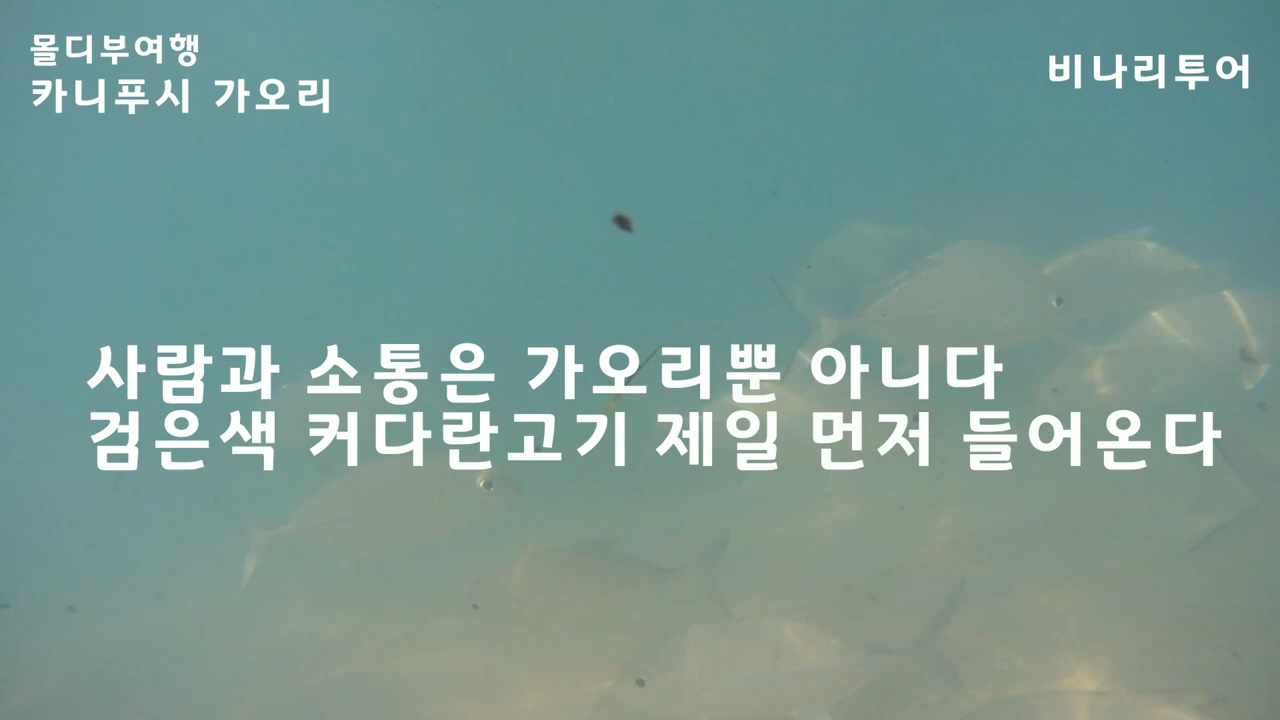 몰디부여행
카니푸시 가오리
비나리투어
사람과 소통은 가오리뿐 아니다
검은색 커다란고기 제일 먼저 들어온다